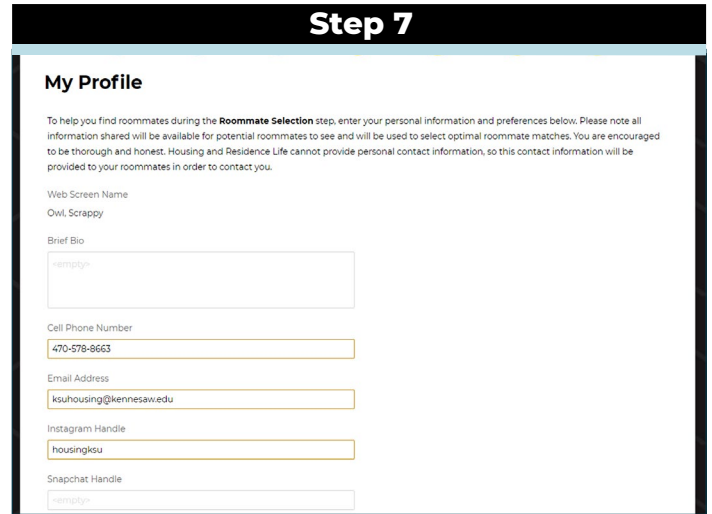 Step 7
My Profile
To help you find roommates during the Roommate Selection step, enter your personal information and preferences below. Please note all
information shared will be available for potential roommates to see and will be used to select optimal roommate matches. You are encouraged
to be thorough and honest. Housing and Residence Life cannot provide personal contact information, so this contact information will be
provided to your roommates in order to contact you.
Web Screen Name
Owl, Scrappy
Brief Bio
<empty>
Cell Phone Number
470-578-8663
Email Address
ksuhousing@kennesaw.edu
Instagram Handle
housingksu
Snapchat Handle
<empty>